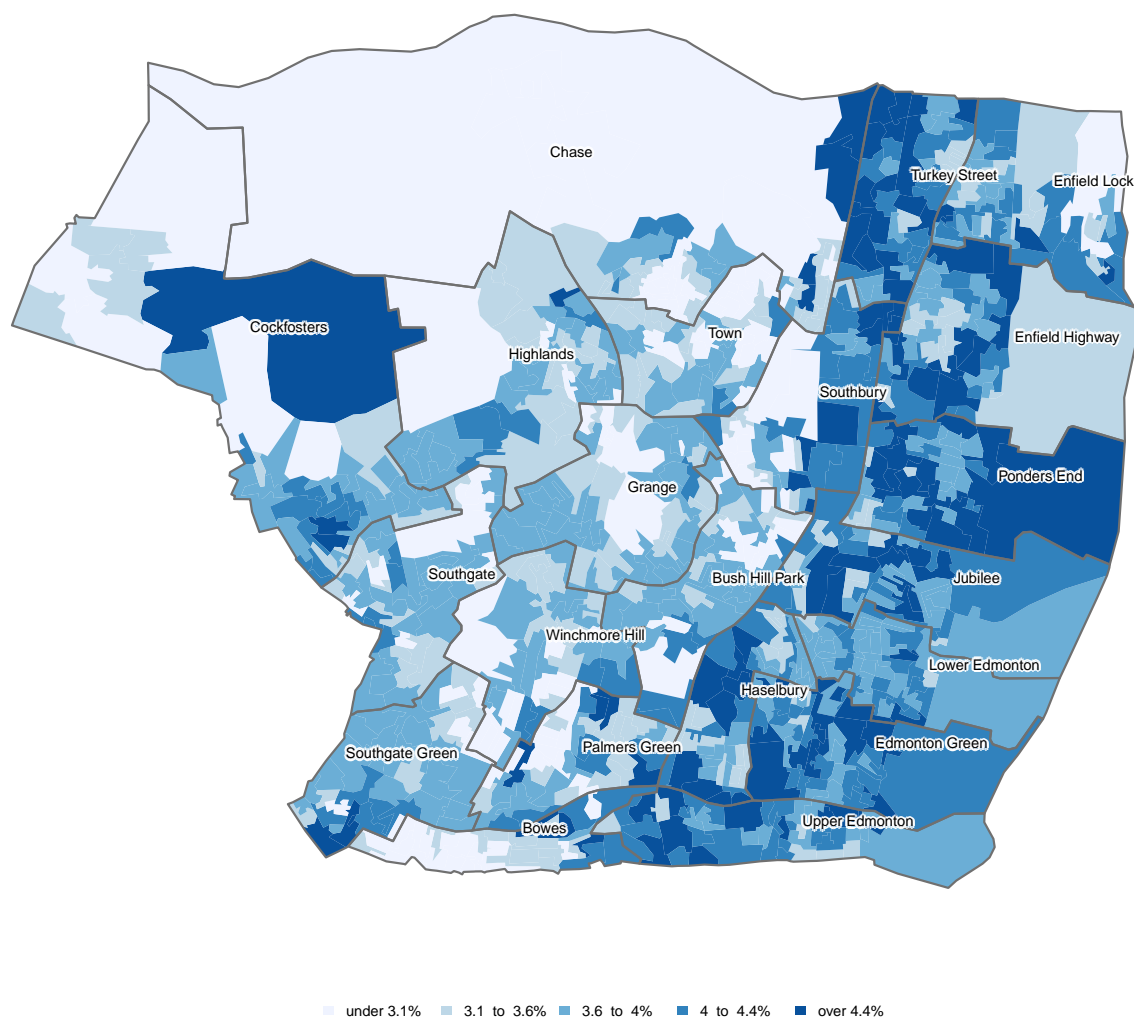 Chase
Turkey Street
Enfield Lock
Cockfosters
Town
Enfield Highway
Highlands
Southbury
Ponders End
Grange
Southgate
Bush Hill Park
Jubilee
Winchmore Hill
Lower Edmonton
Haselbury
Southgate Green
Palmers Green
Edmonton Green
Bowes
Upper Edmonton
under 3.1% 3.1 to 3.6% 3.6 to 4% 4 to 4.4% over 4.4%